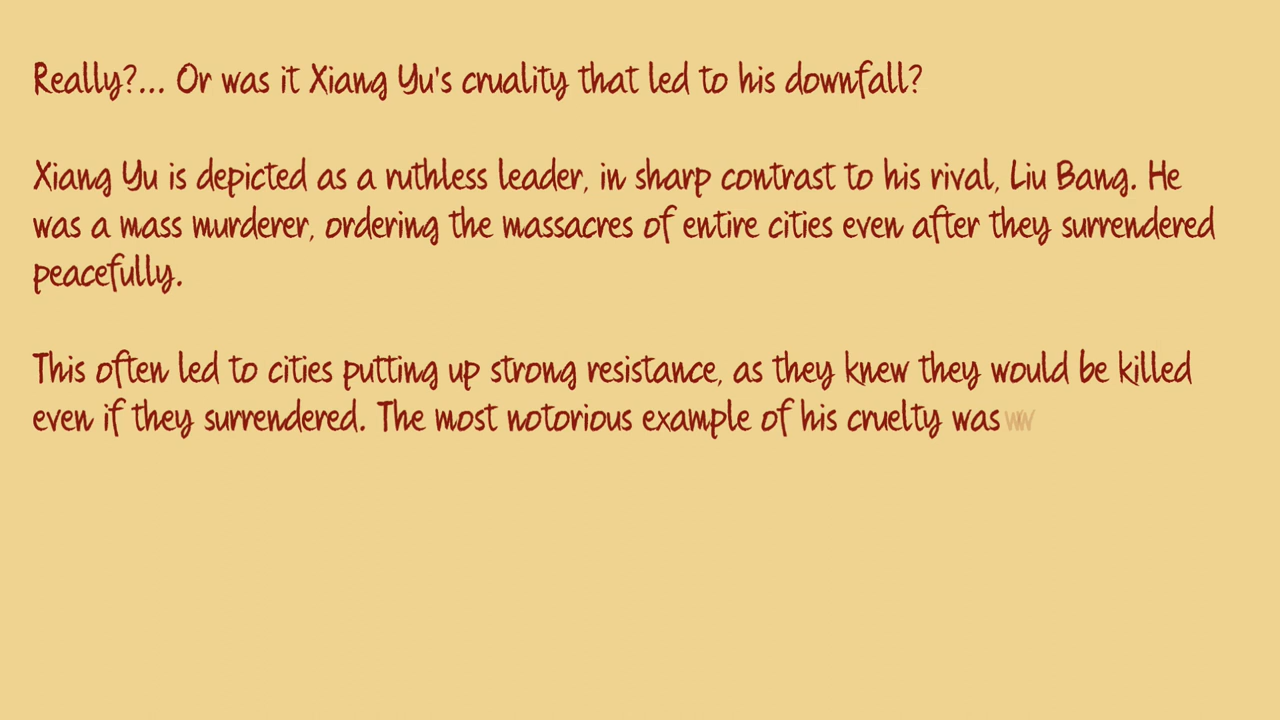 Really?... Or was it Xiang Yu's cruality that led to his downfall?
Xiang Yu is depicted as a ruthless leader, in sharp contrast to his rival, Liu Bang. He
was a mass murderer, ordering the massacres of entire cities even after they surrendered
peacefully.
This often led to cities putting up strong resistance, as they knew they would be killed
even if they surrendered. The most notorious example of his cruelty was